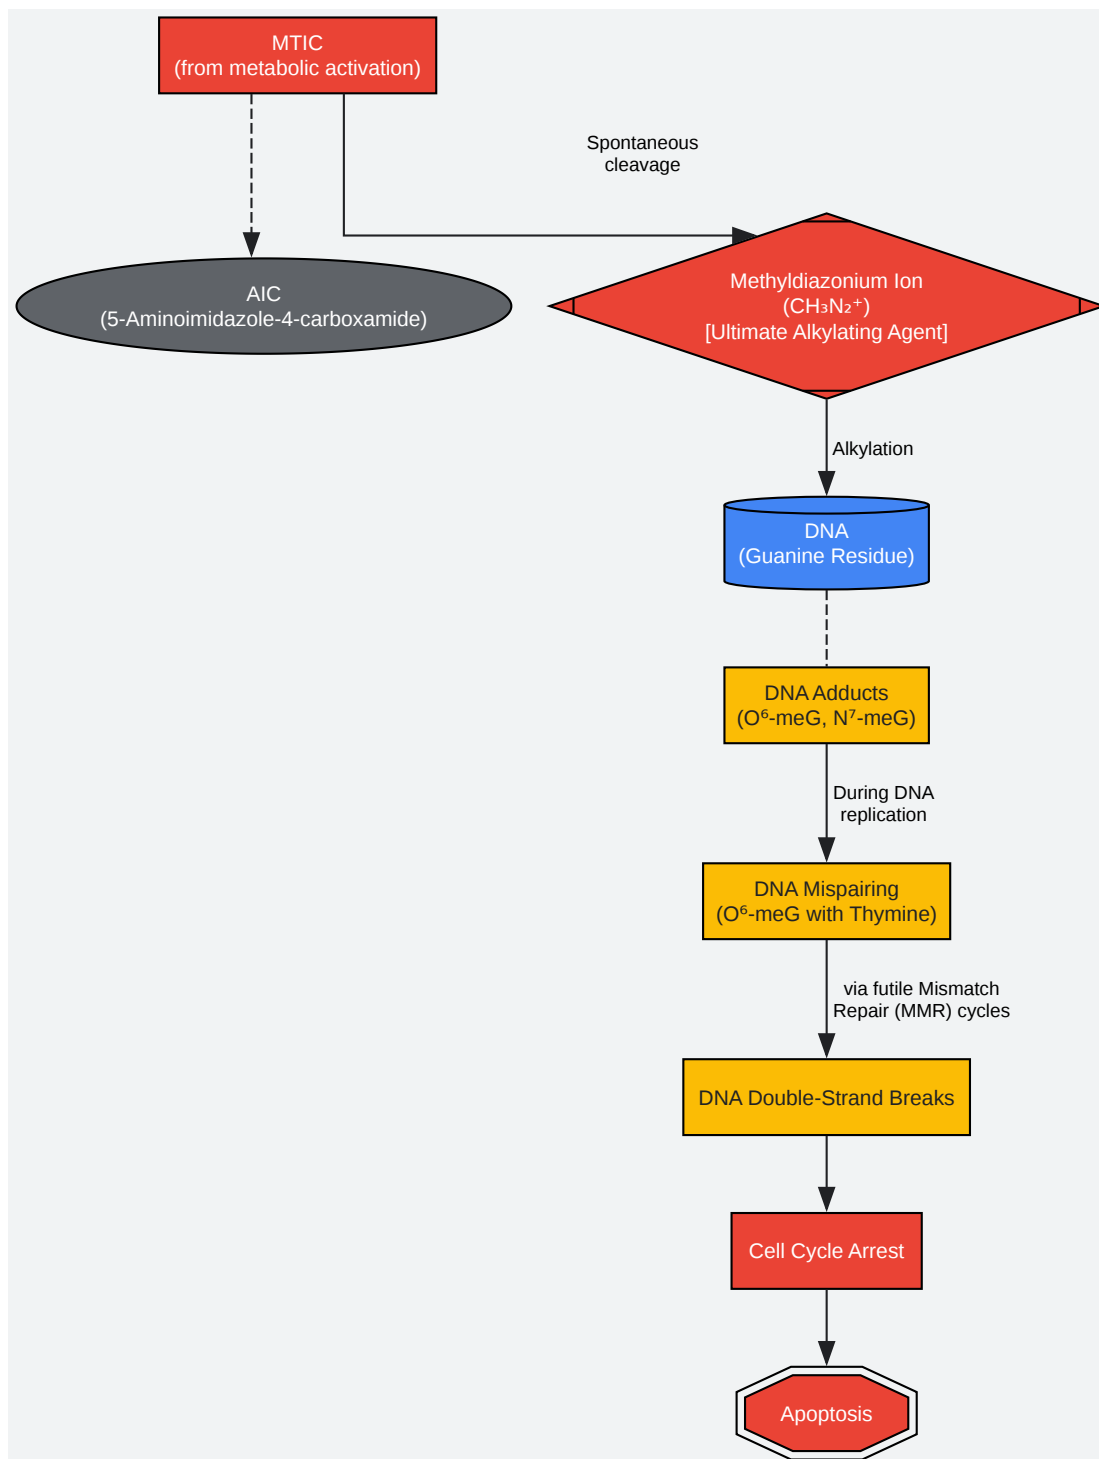 MTIC
(from metabolic activation)
Spontaneous
cleavage
AIC
(5-Aminoimidazole-4-carboxamide)
Methyldiazonium Ion
(CH₃N₂⁺)
[Ultimate Alkylating Agent]
Alkylation
DNA
(Guanine Residue)
DNA Adducts
(O⁶-meG, N⁷-meG)
During DNA
replication
DNA Mispairing
(O⁶-meG with Thymine)
via futile Mismatch
Repair (MMR) cycles
DNA Double-Strand Breaks
Cell Cycle Arrest
Apoptosis